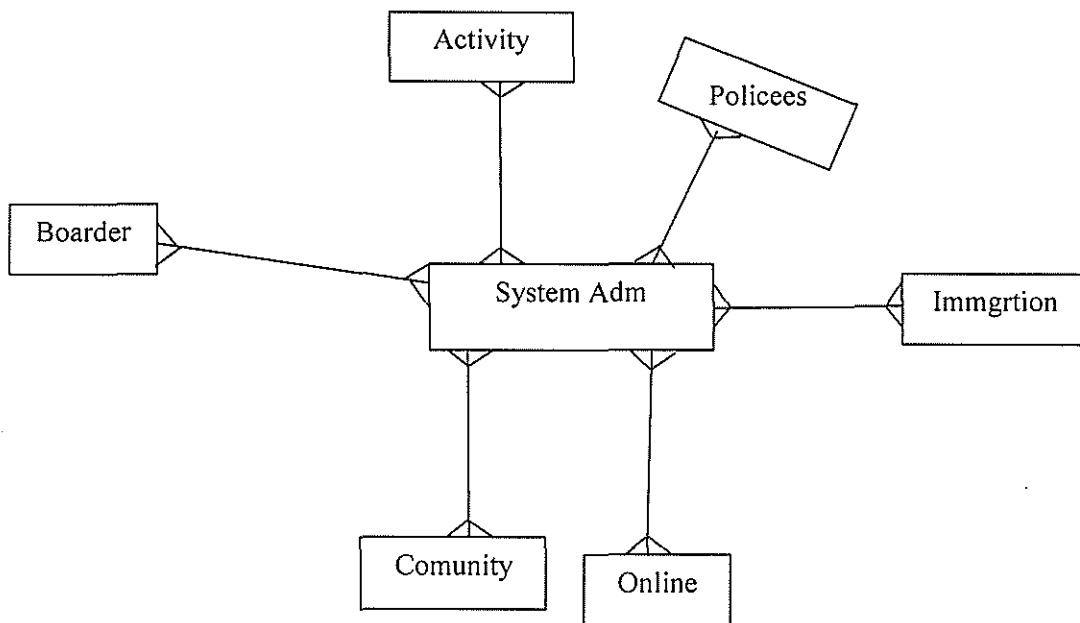 Activity
Policees
Boarder
System Adm
Immgrtion
Comunity
Online